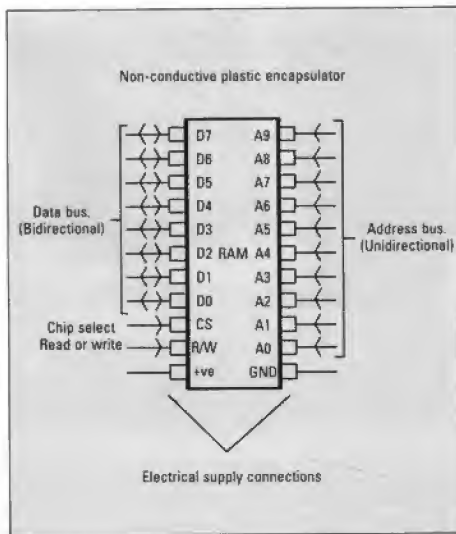 Non-conductive plastic encapsulator
D7 A9
D6 A8
D5 A7
D4 A6
D3 A5
D2 RAM A4
D1 A3
D0 A2
CS A1
R/W A0
+ve GND
Data bus.
(Bidirectional)
Address bus.
(Unidirectional)
Chip select
Read or write
Electrical supply connections